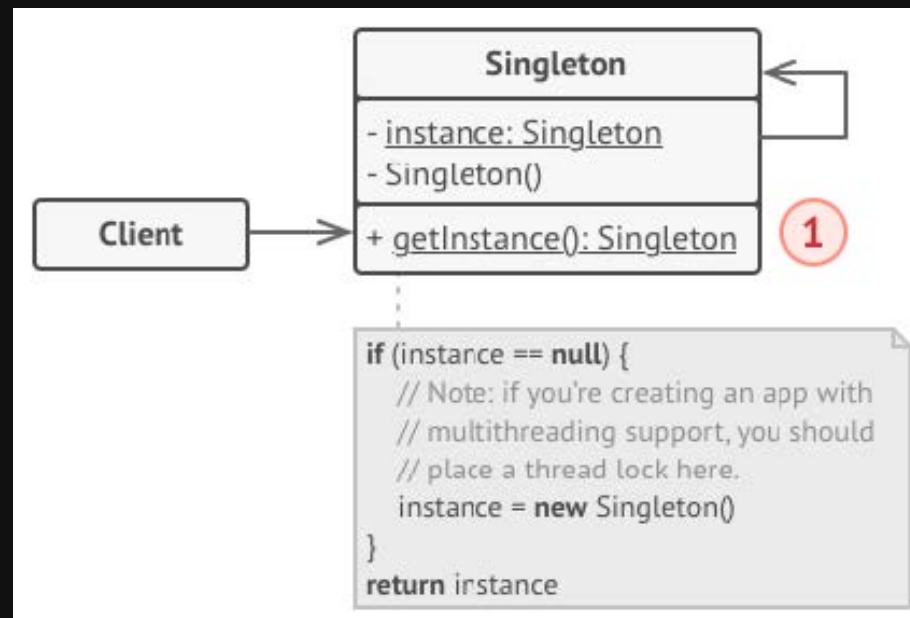 Singleton
- instance: Singleton
- Singleton()
Client
+ getInstance(): Singleton
1
if (instance == null) {
// Note: if you're creating an app with
// multithreading support, you should
// place a thread lock here.
instance = new Singleton()
}
return instance